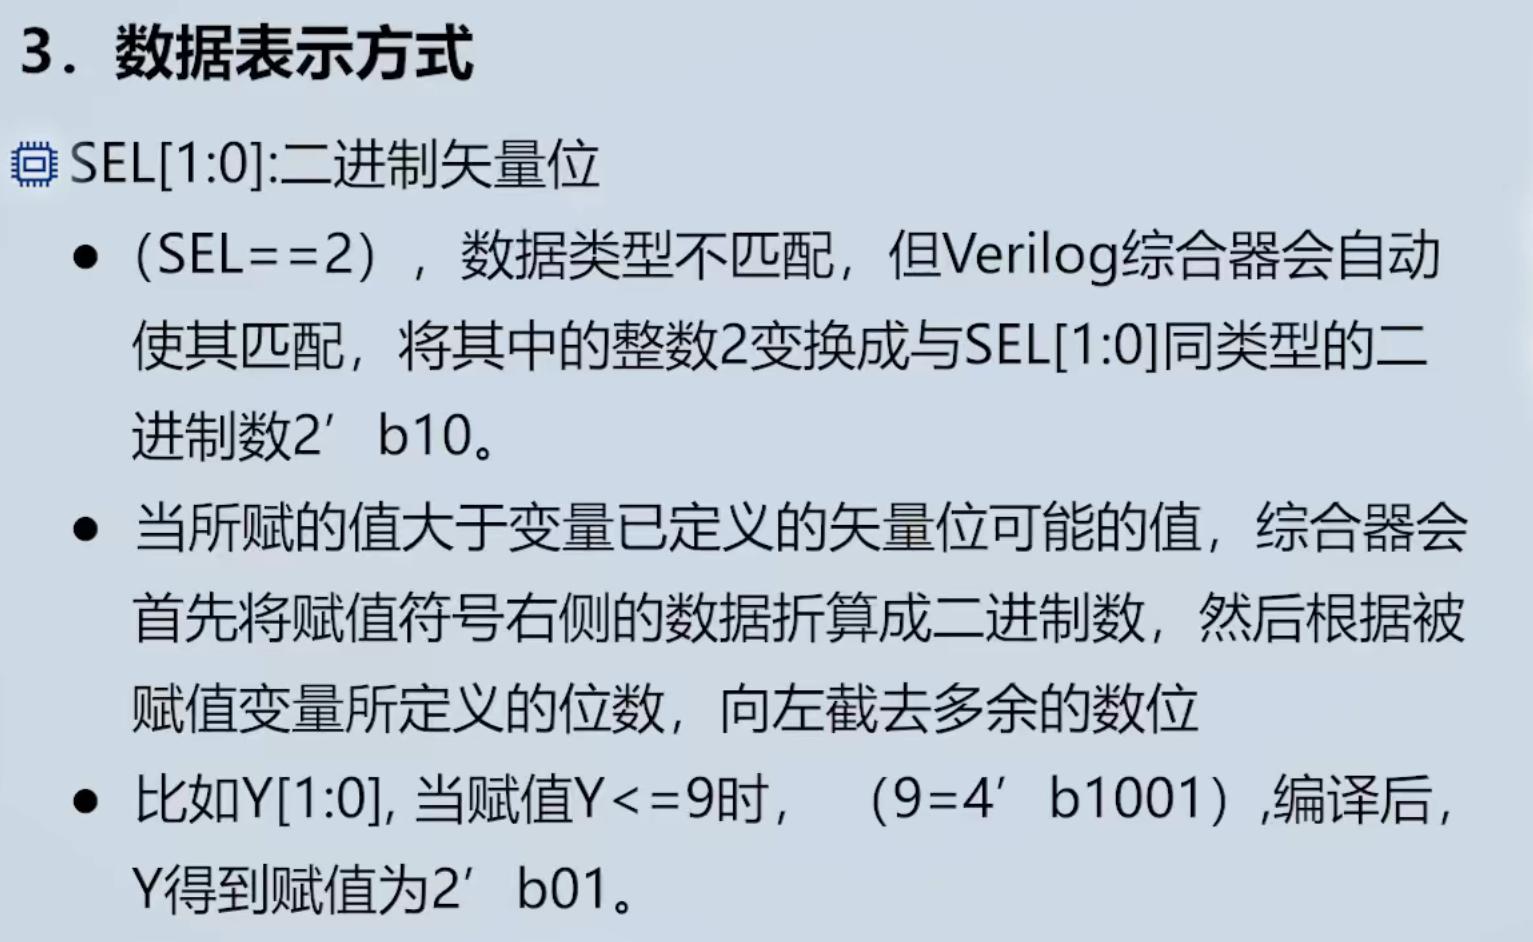 3. 数据表示方式
SEL[1:0]:二进制矢量位
● （SEL==2），数据类型不匹配，但Verilog综合器会自动
使其匹配，将其中的整数2变换成与SEL[1:0]同类型的二
进制数2′ b10。
● 当所赋的值大于变量已定义的矢量位可能的值，综合器会
首先将赋值符号右侧的数据折算成二进制数，然后根据被
赋值变量所定义的位数，向左截去多余的数位
● 比如Y[1:0], 当赋值Y<=9时， （9=4′ b1001）,编译后，
Y得到赋值为2′ b01。